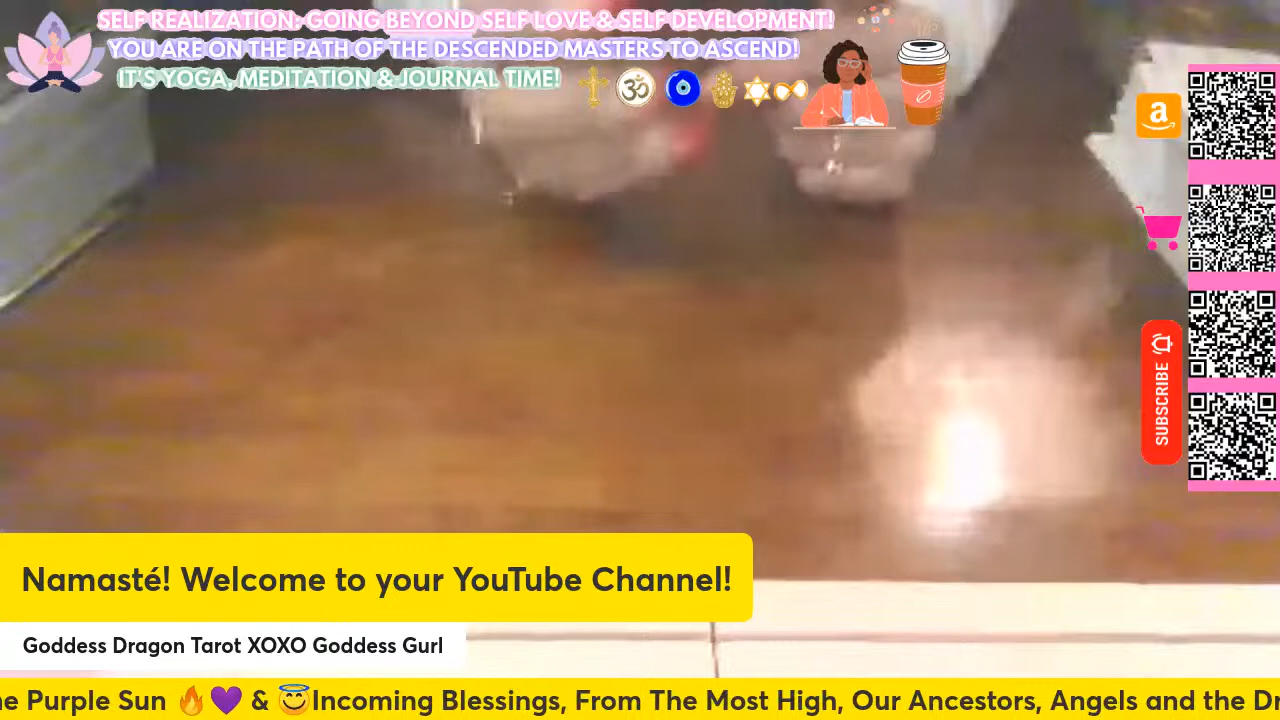 SELF REALIZATION: GOING BEYOND SELF LOVE & SELF DEVELOPMENT!
YOU ARE ON THE PATH OF THE DESCENDED MASTERS TO ASCEND!
IT'S YOGA, MEDITATION & JOURNAL TIME!
ॐ
a
SUBSCRIBE
Namasté! Welcome to your YouTube Channel!
Goddess Dragon Tarot XOXO Goddess Gurl
Purple Sun 🔥💜 & 😇Incoming Blessings, From The Most High, Our Ancestors, Angels and the